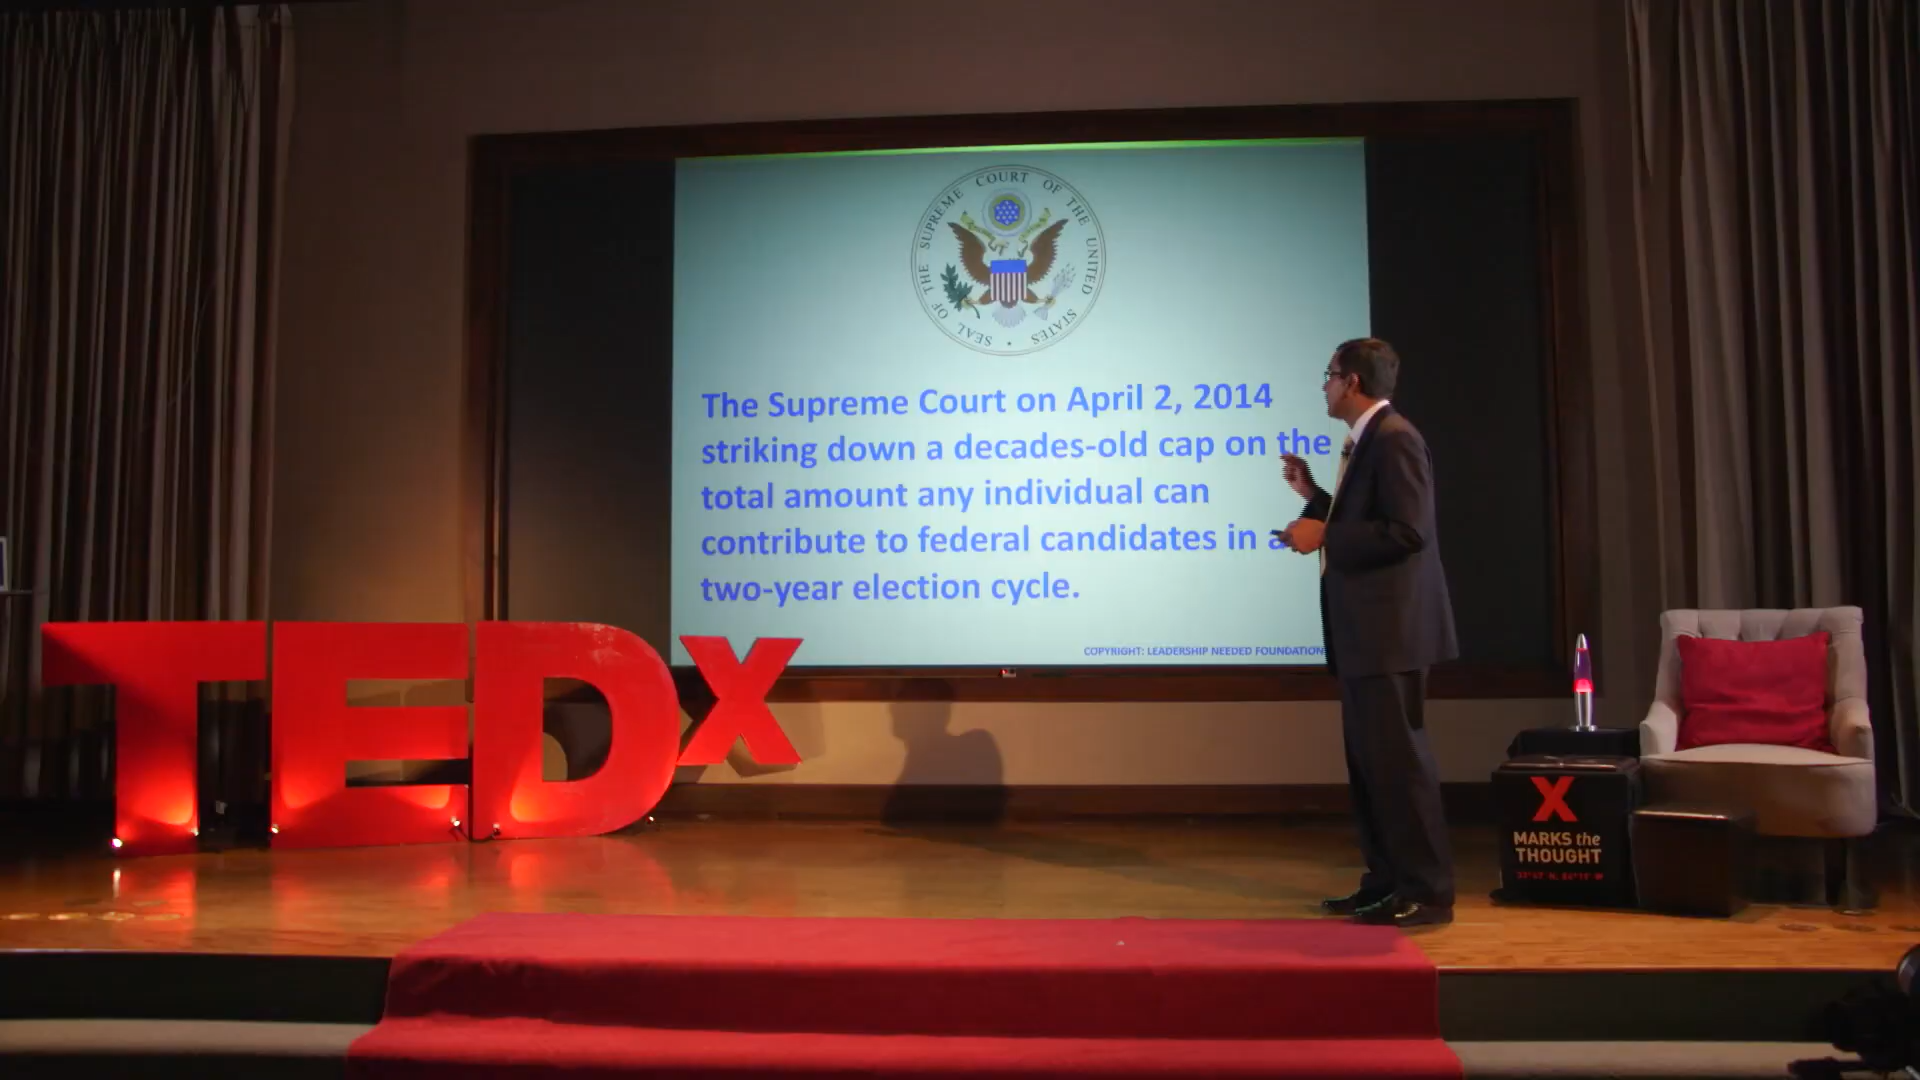 SEAL OF THE SUPREME COURT OF THE UNITED STATES
The Supreme Court on April 2, 2014
striking down a decades-old cap on the
total amount any individual can
contribute to federal candidates in a
two-year election cycle.
COPYRIGHT: LEADERSHIP NEEDED FOUNDATION
TEDx
X
MARKS the
THOUGHT